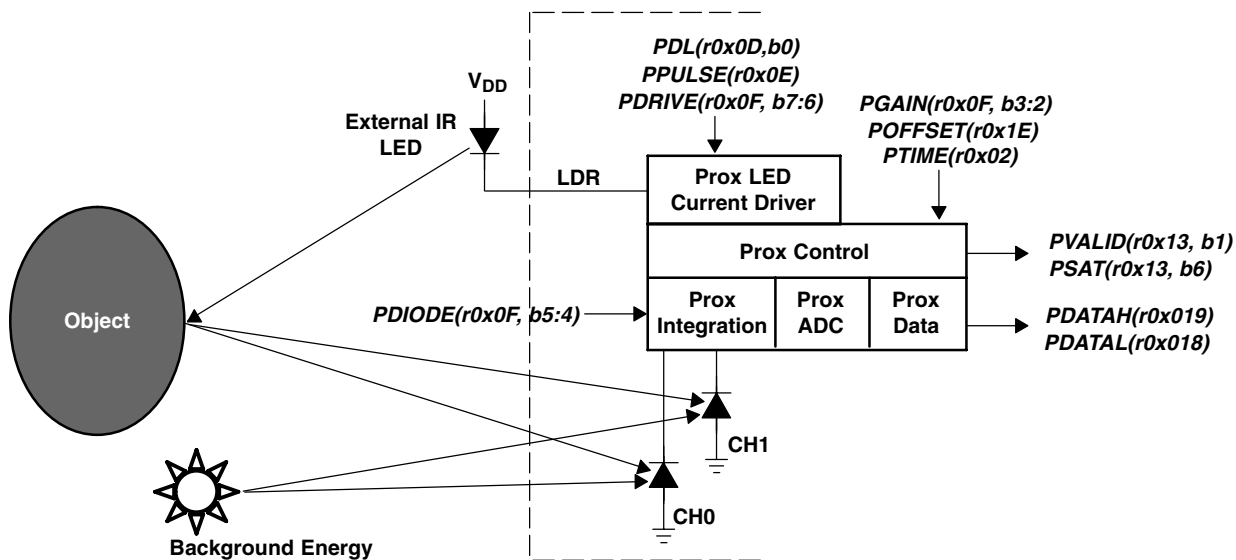 PDL(r0x0D,b0)
PPULSE(r0x0E)
PDRIVE(r0x0F, b7:6)
VDD
External IR
LED
PGAIN(r0x0F, b3:2)
POFFSET(r0x1E)
PTIME(r0x02)
LDR
Prox LED
Current Driver
Prox Control
PVALID(r0x13, b1)
PSAT(r0x13, b6)
Object
PDIODE(r0x0F, b5:4)
Prox
Integration
Prox
ADC
Prox
Data
PDATAH(r0x019)
PDATAL(r0x018)
CH1
CH0
Background Energy